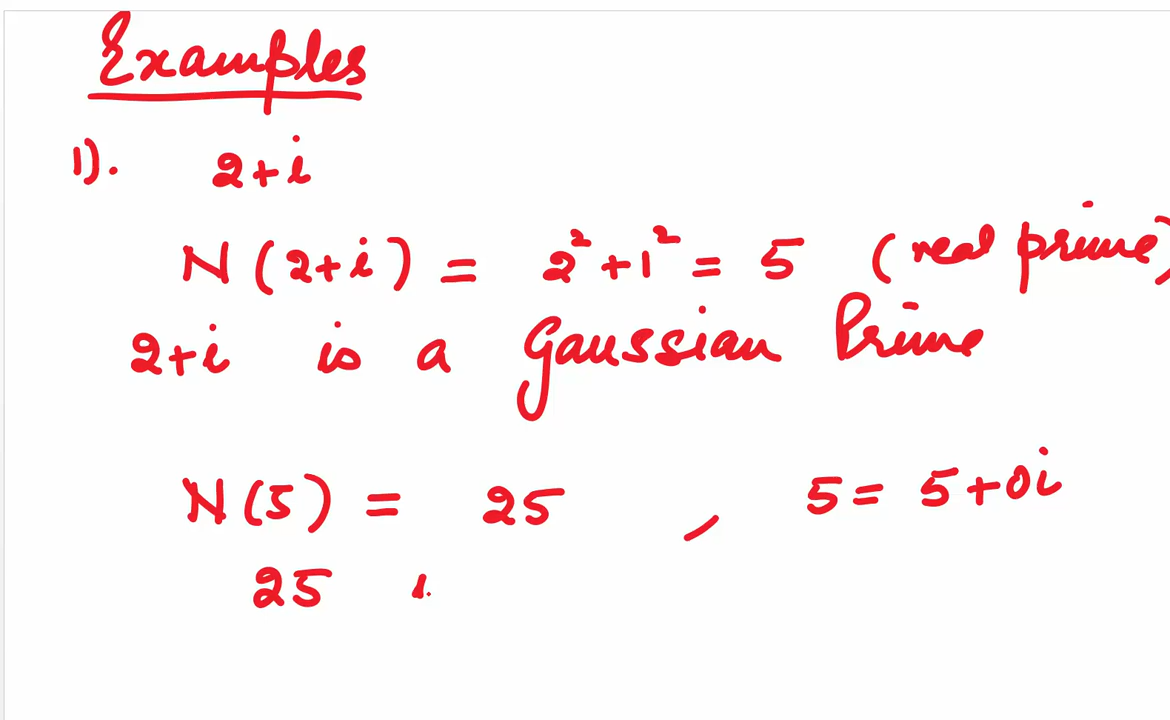 Examples
1). 2+i
N(2+i) = 2²+1² = 5 (real prime)
2+i is a Gaussian Prime
N(5) = 25 , 5 = 5+0i
25